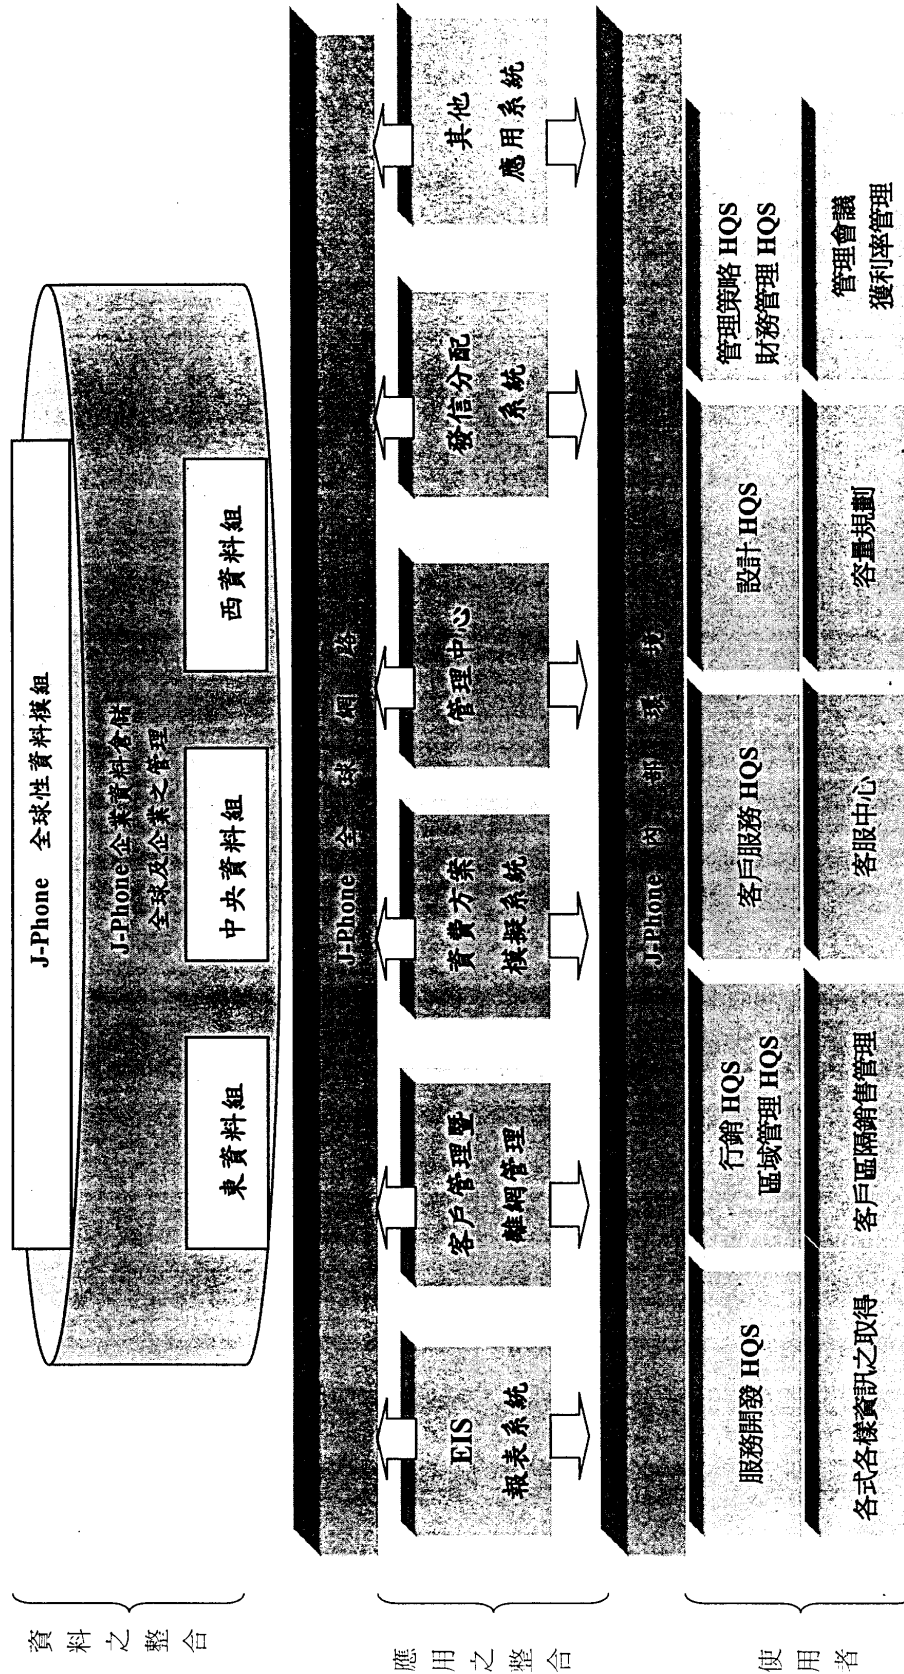 資料之整合
J-Phone 全球性資料模組
J-Phone企業資料倉儲
全球及企業之管理
東資料組
中央資料組
西資料組
J-Phone 全球網路
應用之整合
EIS
報表系統
客戶管理暨
離網管理
資費方案
模擬系統
管理中心
發信分配
系統
其他
應用系統
J-Phone 內部環境
使用者
服務開發 HQS
行銷 HQS
區域管理 HQS
客戶服務 HQS
設計 HQS
管理策略 HQS
財務管理 HQS
各式各樣資訊之取得
客戶區隔銷售管理
客服中心
容量規劃
管理會議
獲利率管理